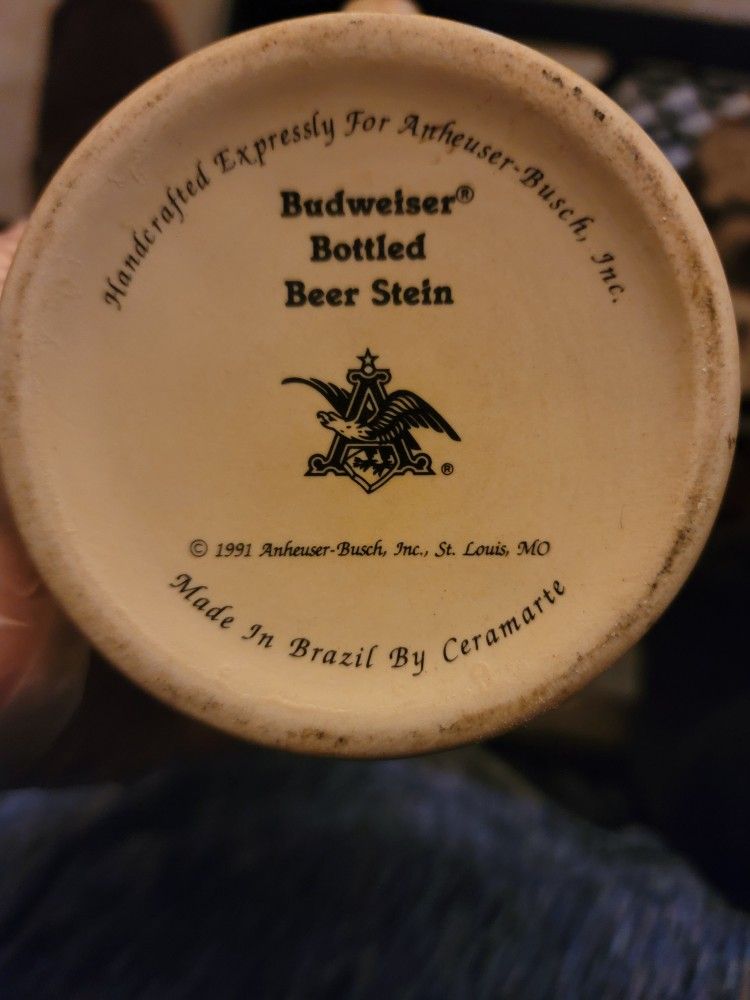 Handcrafted Expressly For Anheuser-Busch, Inc.
Budweiser®
Bottled
Beer Stein
A
®
© 1991 Anheuser-Busch, Inc., St. Louis, MO
Made In Brazil By Ceramarte